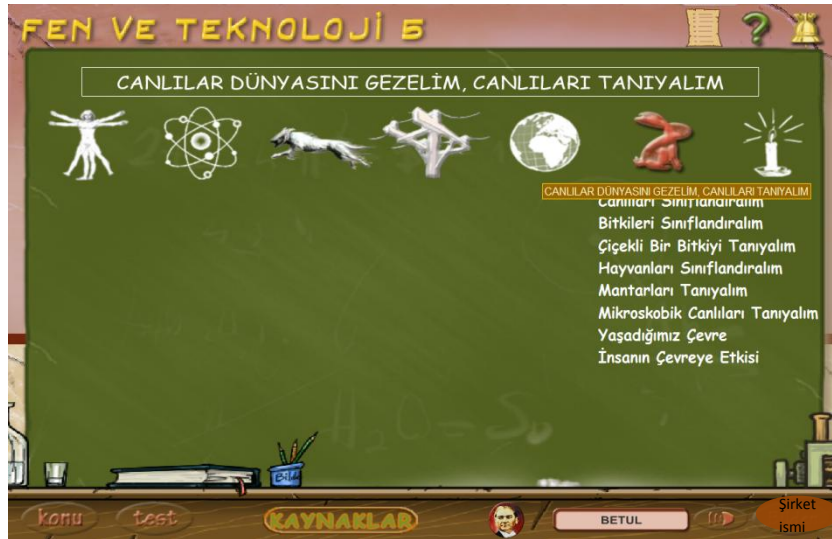 FEN VE TEKNOLOJİ 5
CANLILAR DÜNYASINI GEZELİM, CANLILARI TANIYALIM
CANLILAR DÜNYASINI GEZELİM, CANLILARI TANIYALIM
Canlıları Sınıflandıralım
Bitkileri Sınıflandıralım
Çiçekli Bir Bitkiyi Tanıyalım
Hayvanları Sınıflandıralım
Mantarları Tanıyalım
Mikroskobik Canlıları Tanıyalım
Yaşadığımız Çevre
İnsanın Çevreye Etkisi
konu
test
KAYNAKLAR
BETUL
Şirket
ismi